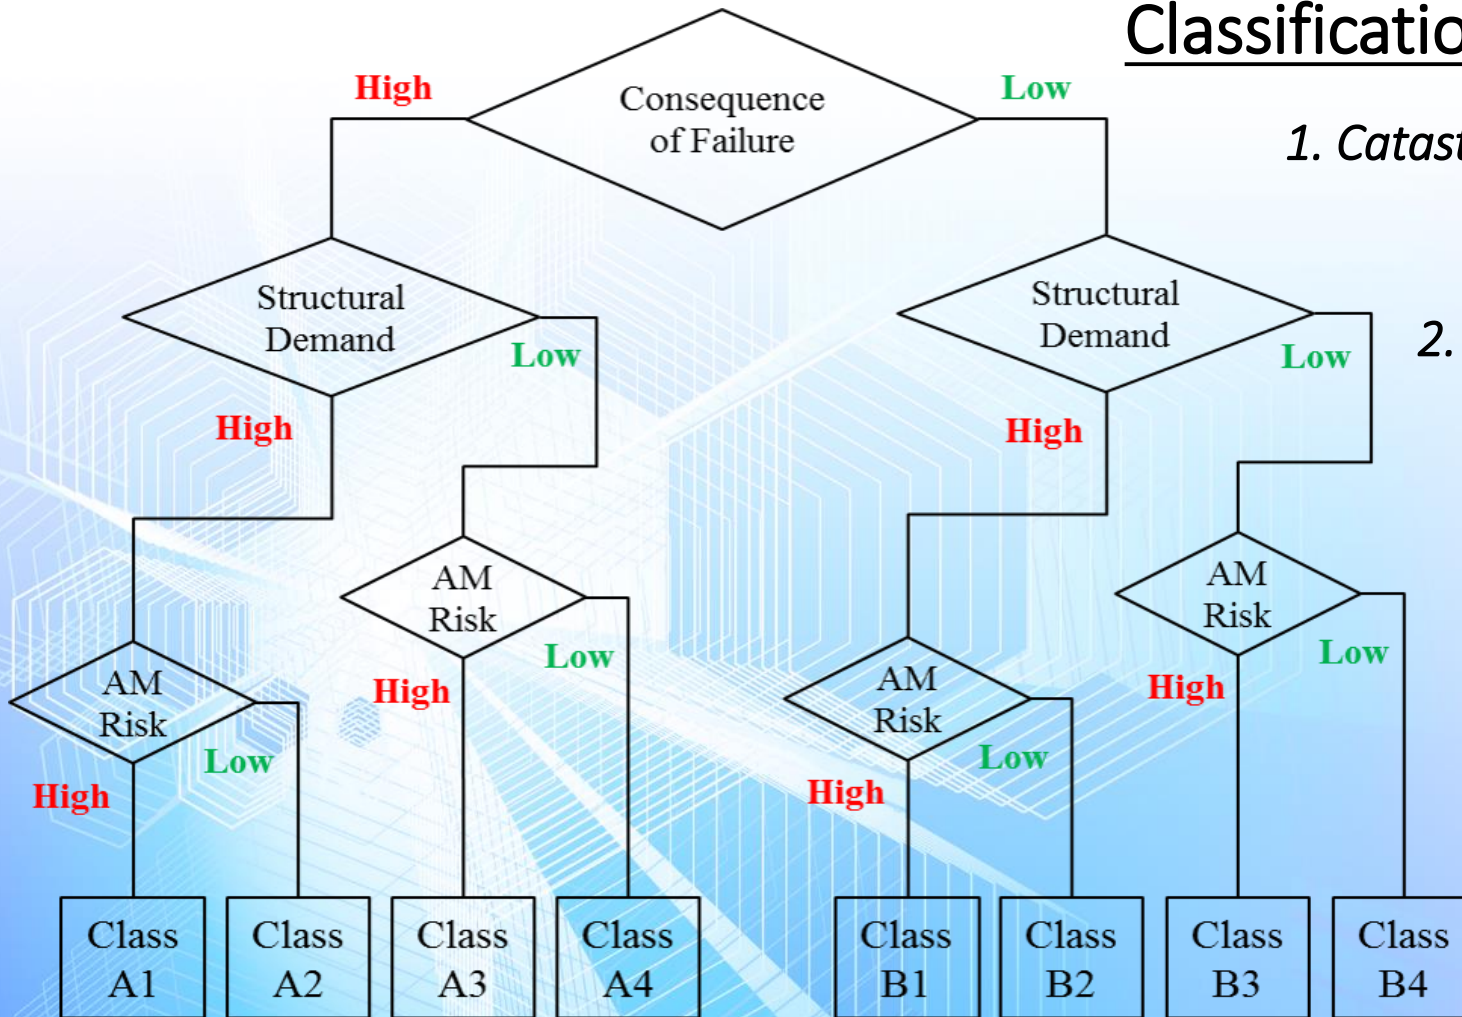 Classificatio
High
Consequence
of Failure
Low
1. Catast
Structural
Demand
Low
High
Structural
Demand
Low
High
2.
AM
Risk
Low
High
AM
Risk
Low
High
AM
Risk
Low
High
AM
Risk
Low
High
Class
A1
Class
A2
Class
A3
Class
A4
Class
B1
Class
B2
Class
B3
Class
B4